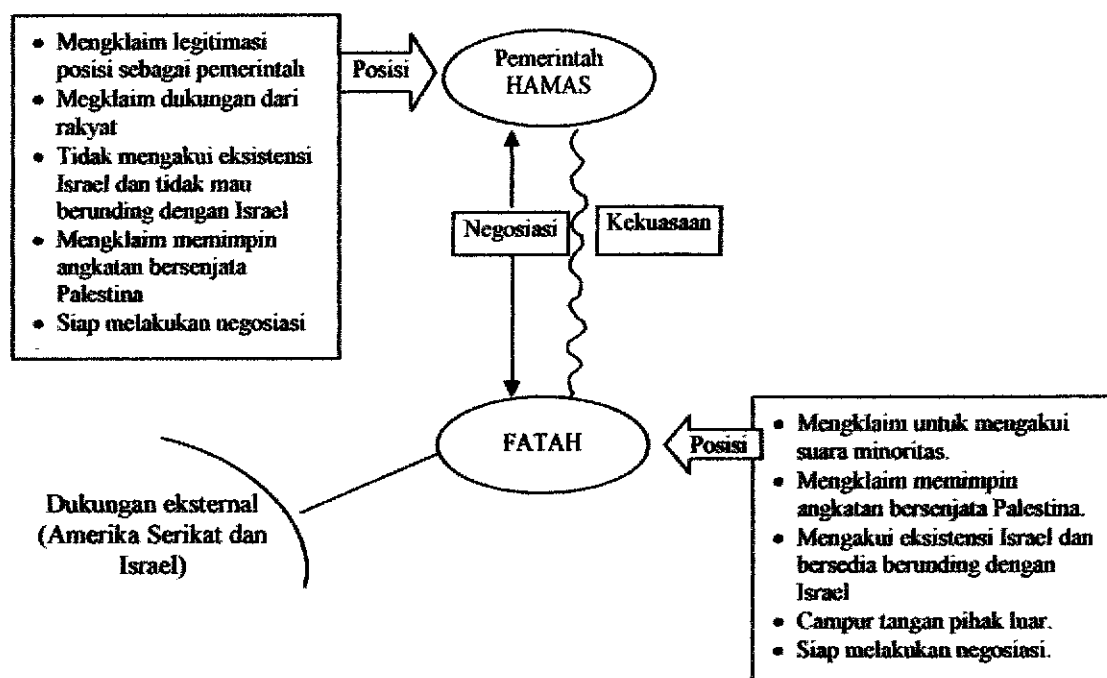 • Mengklaim legitimasi
posisi sebagai pemerintah
• Megklaim dukungan dari
rakyat
• Tidak mengakui eksistensi
Israel dan tidak mau
berunding dengan Israel
• Mengklaim memimpin
angkatan bersenjata
Palestina
• Siap melakukan negosiasi
Posisi
Pemerintah
HAMAS
Negosiasi
Kekuasaan
FATAH
Posisi
• Mengklaim untuk mengakui
suara minoritas.
• Mengklaim memimpin
angkatan bersenjata Palestina.
• Mengakui eksistensi Israel dan
bersedia berunding dengan
Israel
• Campur tangan pihak luar.
• Siap melakukan negosiasi.
Dukungan eksternal
(Amerika Serikat dan
Israel)